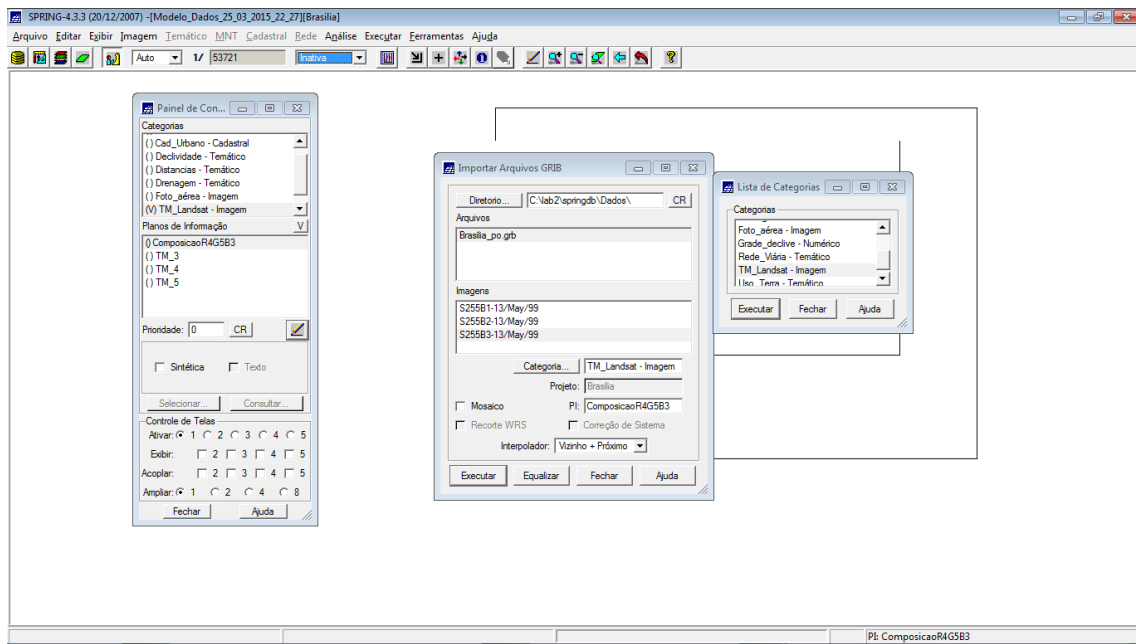 SPRING-4.3.3 (20/12/2007) -[Modelo_Dados_25_03_2015_22_27][Brasilia]
Arquivo Editar Exibir Imagem Temático MNT Cadastral Rede Análise Executar Ferramentas Ajuda
Auto 1/ 53721 Inativa
Painel de Con...
Categorias
() Cad_Urbano - Cadastral
() Declividade - Temático
() Distancias - Temático
() Drenagem - Temático
() Foto_aérea - Imagem
(V) TM_Landsat - Imagem
Planos de Informação V
() ComposicaoR4G5B3
() TM_3
() TM_4
() TM_5
Prioridade: 0 CR
Sintética Texto
Selecionar... Consultar...
Controle de Telas
Ativar: 1 2 3 4 5
Exibir: 2 3 4 5
Acoplar: 2 3 4 5
Ampliar: 1 2 4 8
Fechar Ajuda
Importar Arquivos GRIB
Diretorio... C:\lab2\springdb\Dados\ CR
Arquivos
Brasilia_po.grb
Imagens
S255B1-13/May/99
S255B2-13/May/99
S255B3-13/May/99
Categoria... TM_Landsat - Imagem
Projeto: Brasilia
Mosaico PI: ComposicaoR4G5B3
Recorte WRS Correção de Sistema
Interpolador: Vizinho + Próximo
Executar Equalizar Fechar Ajuda
Lista de Categorias
Categorias
Foto_aérea - Imagem
Grade_declive - Numérico
Rede_Viária - Temático
TM_Landsat - Imagem
Uso_Terra - Temático
Executar Fechar Ajuda
PI: ComposicaoR4G5B3